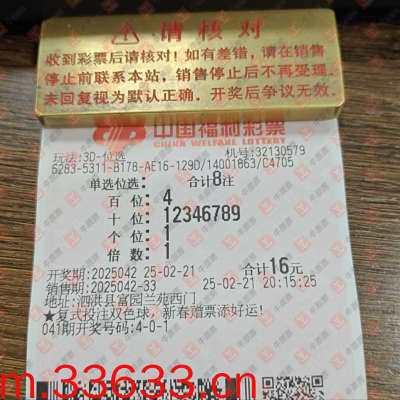 ⚠ 请核对
收到彩票后请核对!如有差错,请在销售
停止前联系本站,销售停止后不再受理.
未回复视为默认正确.开奖后争议无效.
中国福利彩票
CHINA WELFARE LOTTERY
玩法:3D-位选 机号:32130579
6283-5311-B178-AE16-129D/14001863/C4705
单选位选: 合计8注
百位: 4
十位: 12346789
个位: 1
倍数: 1
开奖期:2025042 25-02-21 合计16元
销售期:2025042-33 25-02-21 20:15:25
地址:泗洪县富园兰苑西门
★复式投注双色球,新春赠票添好运!
041期开奖号码:4-0-1
m.33633.cn